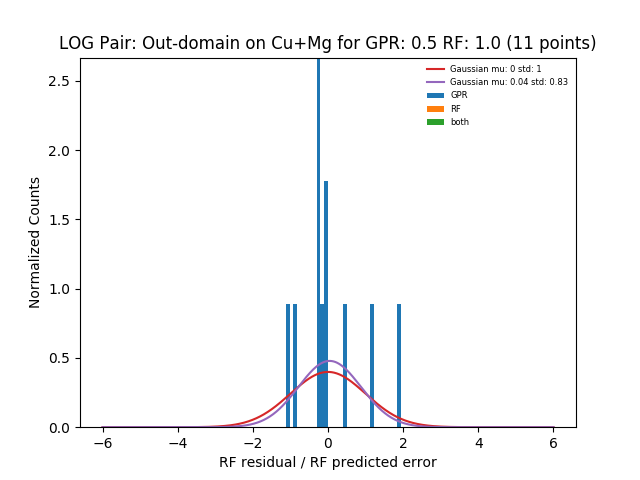 LOG Pair: Out-domain on Cu+Mg for GPR: 0.5 RF: 1.0 (11 points)
Gaussian mu: 0 std: 1
Gaussian mu: 0.04 std: 0.83
GPR
RF
both
Normalized Counts
2.5
2.0
1.5
1.0
0.5
0.0
−6
−4
−2
0
2
4
6
RF residual / RF predicted error